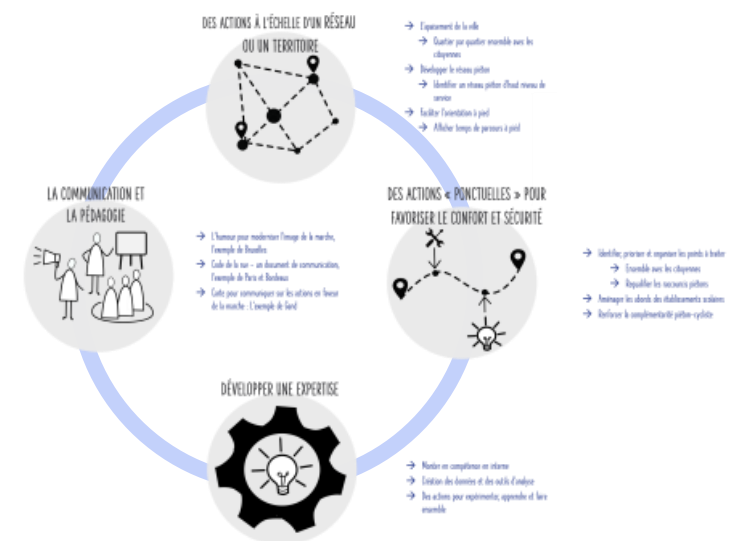 DES ACTIONS À L'ÉCHELLE D'UN RÉSEAU
OU UN TERRITOIRE
→ L'apaisement de la ville
→ Quartier par quartier ensemble avec les
citoyennes
→ Développer le réseau piéton
→ Identifier un réseau piéton d'haut niveau de
service
→ Faciliter l'orientation à pied
→ Afficher temps de parcours à pied
LA COMMUNICATION ET
LA PÉDAGOGIE
→ L'humour pour moderniser l'image de la marche,
l'exemple de Bruxelles
→ Code de la rue – un document de communication,
l'exemple de Paris et Bordeaux
→ Carte pour communiquer sur les actions en faveur
de la marche : L'exemple de Gand
DES ACTIONS « PONCTUELLES » POUR
FAVORISER LE CONFORT ET SÉCURITÉ
→ Identifier, prioriser et organiser les points à traiter
→ Ensemble avec les citoyennes
→ Requalifier les raccourcis piétons
→ Aménager les abords des établissements scolaires
→ Renforcer la complémentarité piéton-cycliste
DÉVELOPPER UNE EXPERTISE
→ Monter en compétence en interne
→ Création des données et des outils d'analyse
→ Des actions pour expérimenter, apprendre et faire
ensemble